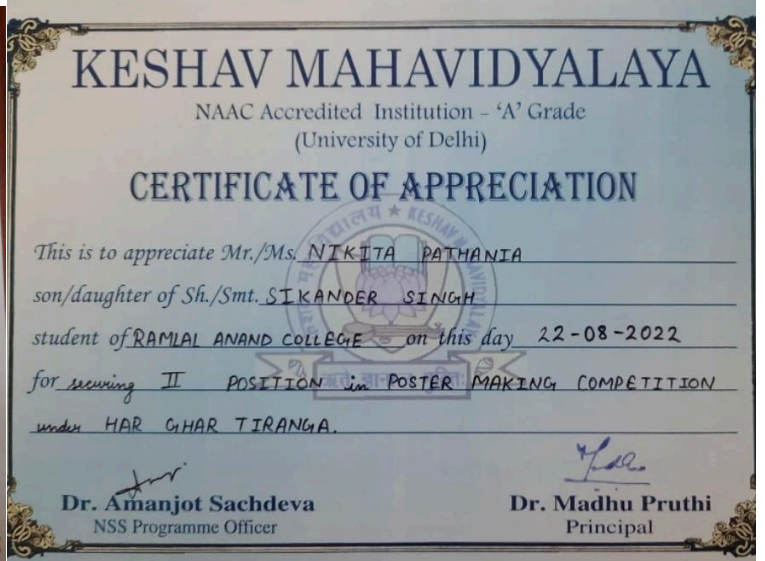 KESHAV MAHAVIDYALAYA
NAAC Accredited Institution – 'A' Grade
(University of Delhi)
CERTIFICATE OF APPRECIATION
This is to appreciate Mr./Ms. NIKITA PATHANIA
son/daughter of Sh./Smt. SIKANDER SINGH
student of RAMLAL ANAND COLLEGE on this day 22-08-2022
for securing II POSITION in POSTER MAKING COMPETITION
under HAR GHAR TIRANGA.
Dr. Amanjot Sachdeva
NSS Programme Officer
Dr. Madhu Pruthi
Principal
★ KESHAV MAHAVIDYALAYA